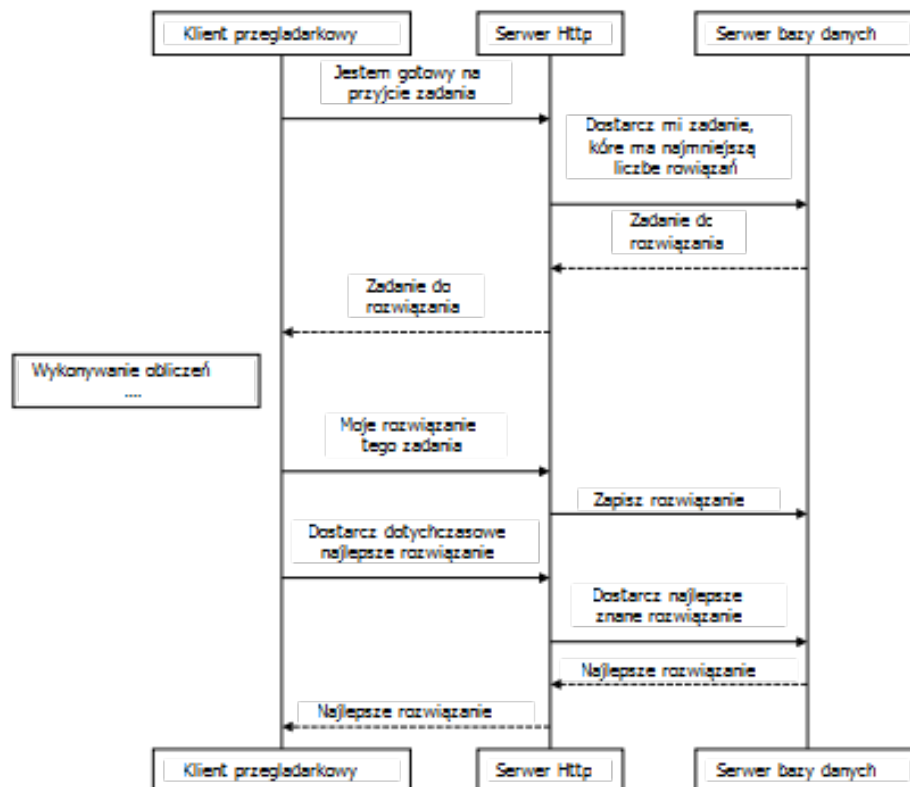 Klient przegladarkowy
Serwer Http
Serwer bazy danych
Jestem gotowy na
przyjcie zadania
Dostarcz mi zadanie,
kóre ma najmniejszą
liczbe rowiązań
Zadanie do
rozwiązania
Zadanie do
rozwiązania
Wykonywanie obliczeń
....
Moje rozwiązanie
tego zadania
Zapisz rozwiązanie
Dostarcz dotychczasowe
najlepsze rozwiązanie
Dostarcz najlepsze
znane rozwiązanie
Najlepsze rozwiązanie
Najlepsze rozwiązanie
Klient przegladarkowy
Serwer Http
Serwer bazy danych